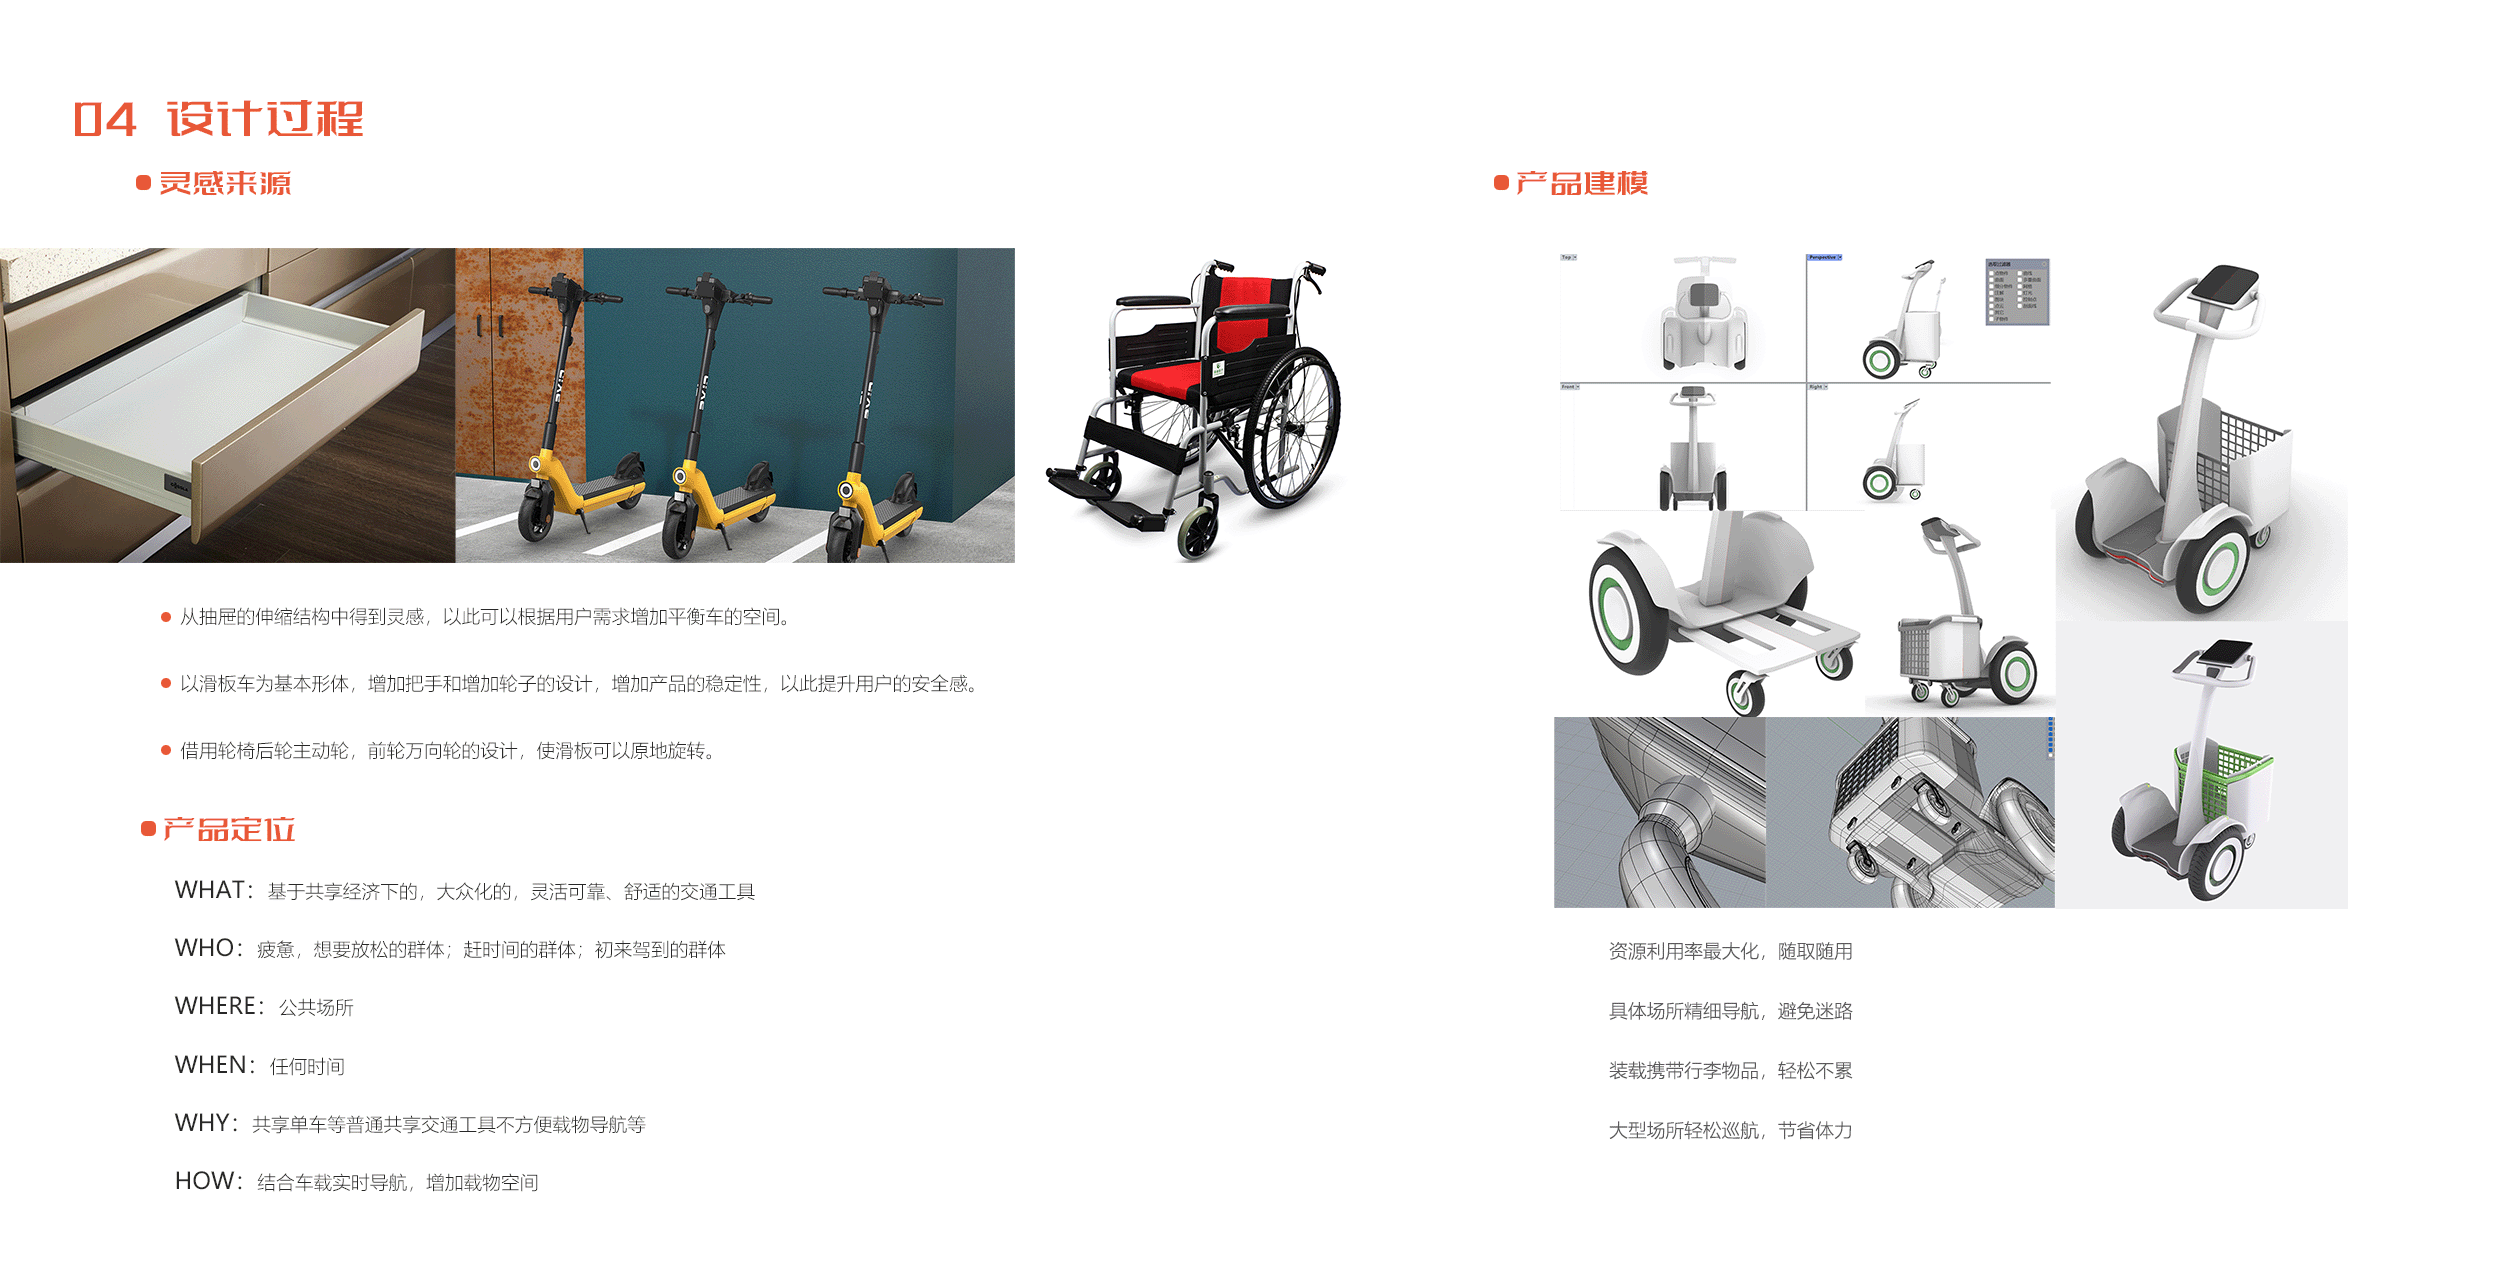 04 设计过程
灵感来源
从抽屉的伸缩结构中得到灵感，以此可以根据用户需求增加平衡车的空间。
以滑板车为基本形体，增加把手和增加轮子的设计，增加产品的稳定性，以此提升用户的安全感。
借用轮椅后轮主动轮，前轮万向轮的设计，使滑板可以原地旋转。
产品定位
WHAT：基于共享经济下的，大众化的，灵活可靠、舒适的交通工具
WHO：疲惫，想要放松的群体；赶时间的群体；初来驾到的群体
WHERE：公共场所
WHEN：任何时间
WHY：共享单车等普通共享交通工具不方便载物导航等
HOW：结合车载实时导航，增加载物空间
产品建模
Top
Perspective
Front
Right
资源利用率最大化，随取随用
具体场所精细导航，避免迷路
装载携带行李物品，轻松不累
大型场所轻松巡航，节省体力